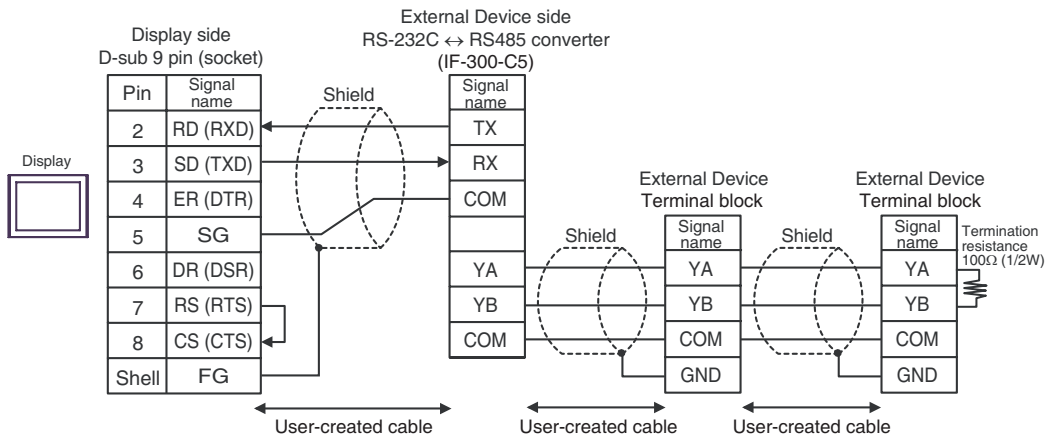 External Device side
RS-232C ↔ RS485 converter
(IF-300-C5)
Display side
D-sub 9 pin (socket)
Display
Pin Signal name
2 RD (RXD)
3 SD (TXD)
4 ER (DTR)
5 SG
6 DR (DSR)
7 RS (RTS)
8 CS (CTS)
Shell FG
Shield
Signal name
TX
RX
COM
YA
YB
COM
Shield
External Device
Terminal block
Signal name
YA
YB
COM
GND
Shield
External Device
Terminal block
Signal name
YA
YB
COM
GND
Termination
resistance
100Ω (1/2W)
User-created cable
User-created cable
User-created cable